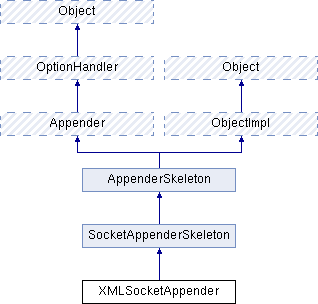 Object
OptionHandler Object
Appender ObjectImpl
AppenderSkeleton
SocketAppenderSkeleton
XMLSocketAppender